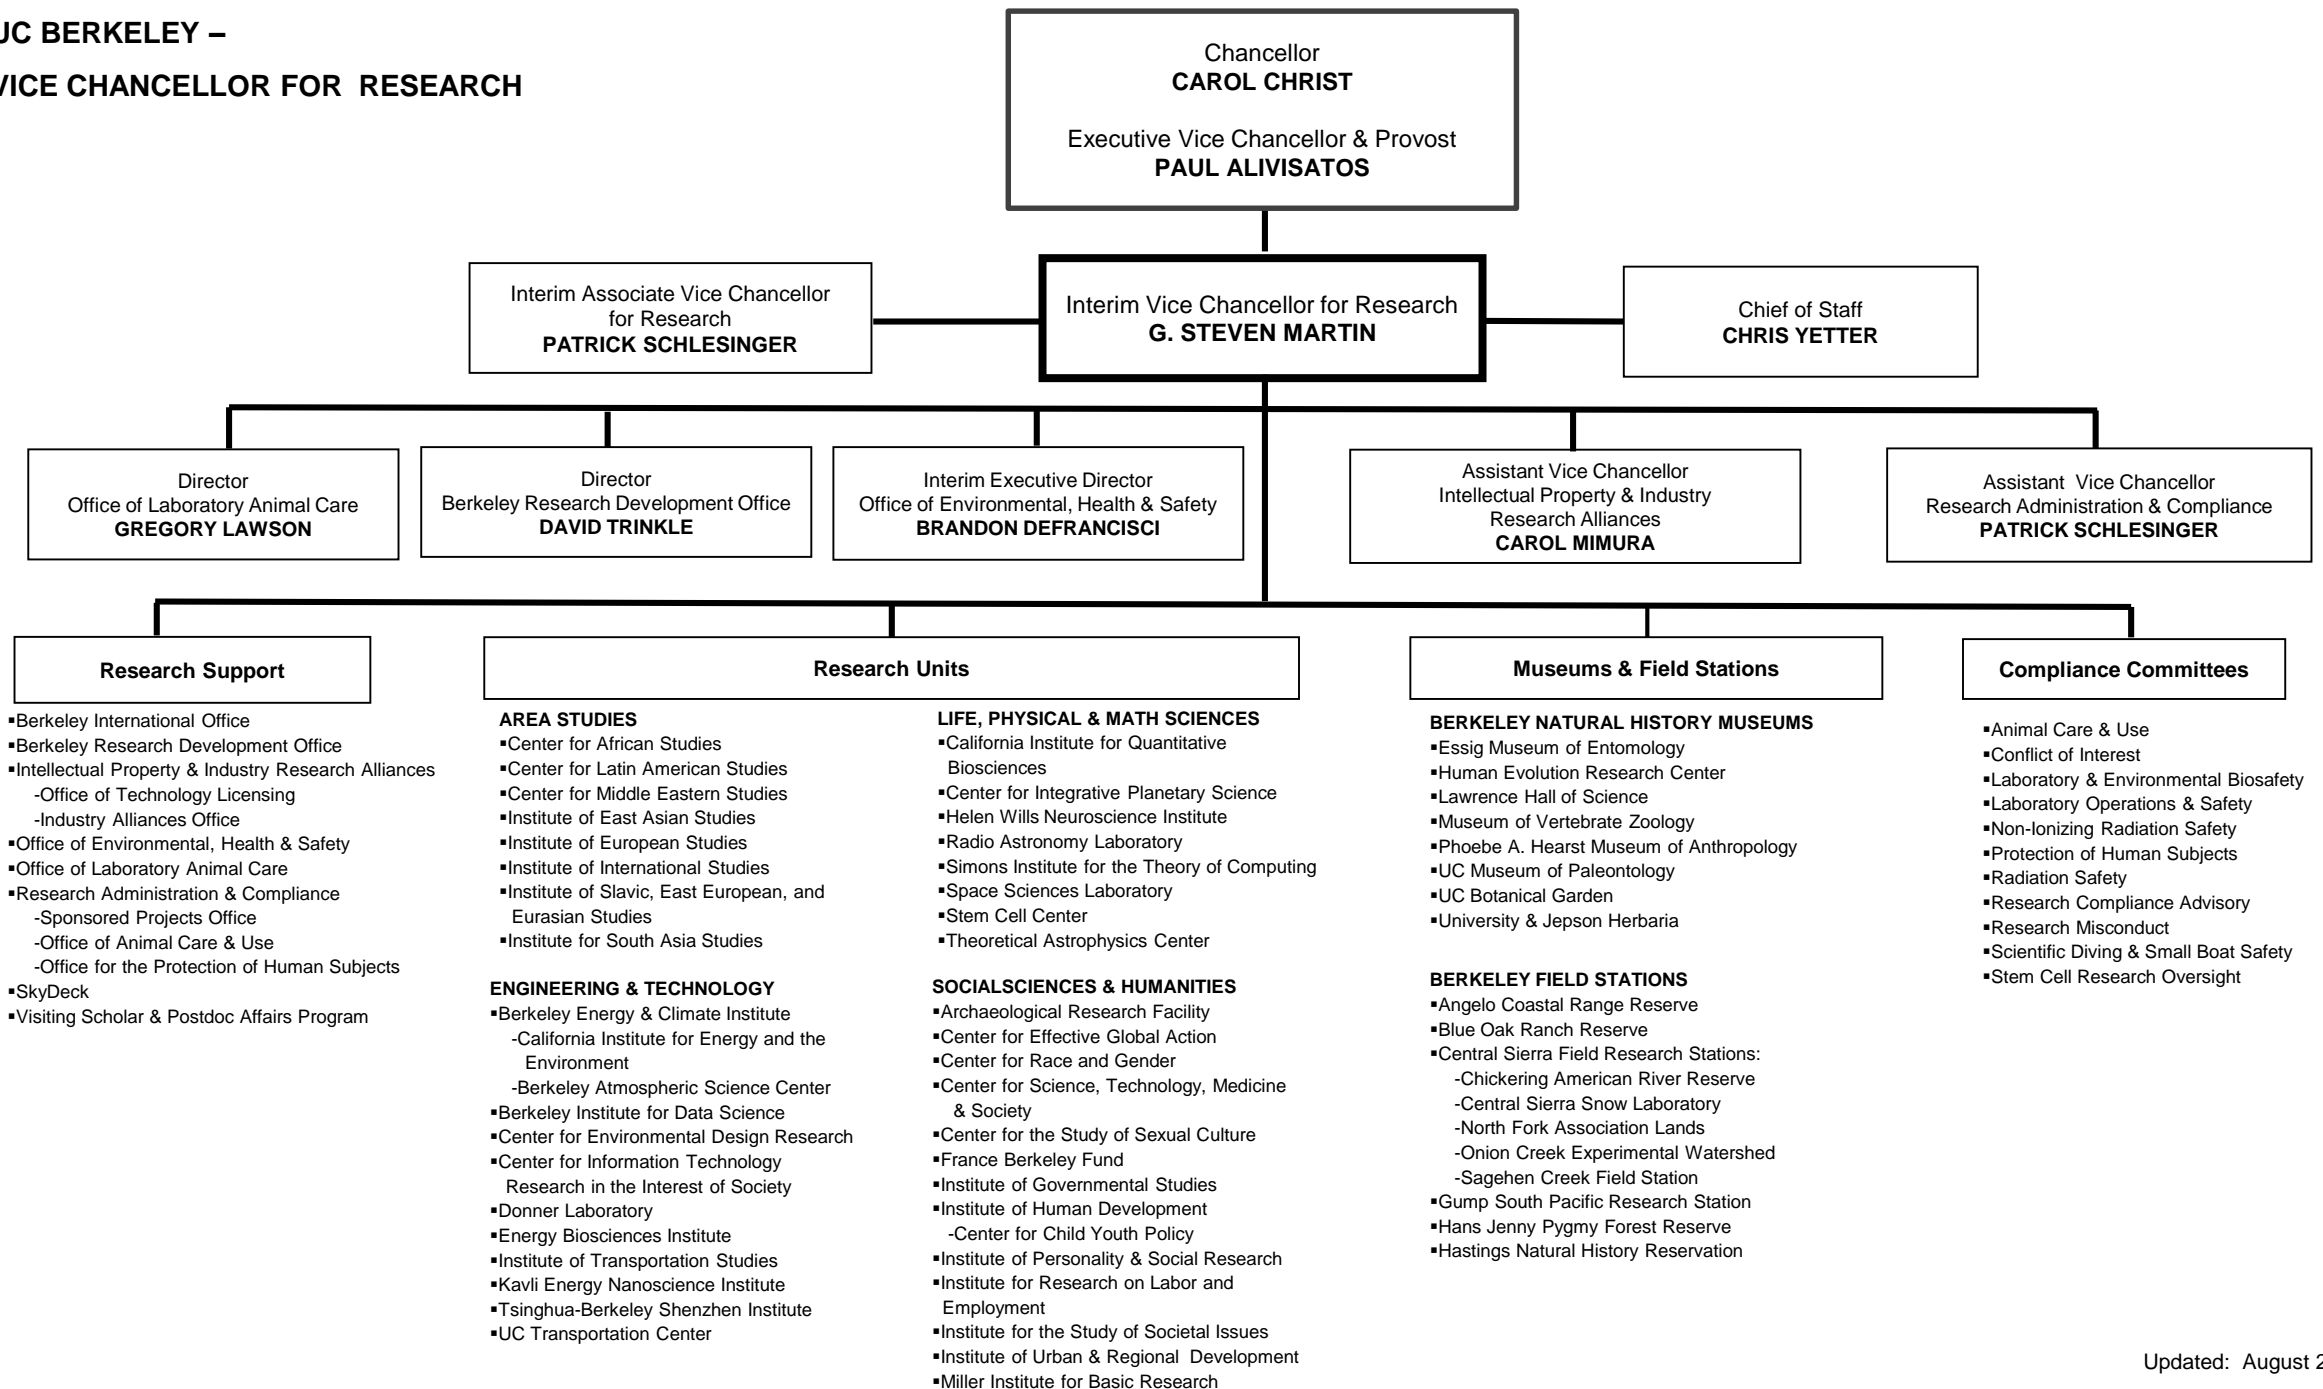 UC BERKELEY –
VICE CHANCELLOR FOR RESEARCH
Chancellor
CAROL CHRIST
Executive Vice Chancellor & Provost
PAUL ALIVISATOS
Interim Associate Vice Chancellor
for Research
PATRICK SCHLESINGER
Interim Vice Chancellor for Research
G. STEVEN MARTIN
Chief of Staff
CHRIS YETTER
Director
Office of Laboratory Animal Care
GREGORY LAWSON
Director
Berkeley Research Development Office
DAVID TRINKLE
Interim Executive Director
Office of Environmental, Health & Safety
BRANDON DEFRANCISCI
Assistant Vice Chancellor
Intellectual Property & Industry
Research Alliances
CAROL MIMURA
Assistant Vice Chancellor
Research Administration & Compliance
PATRICK SCHLESINGER
Research Support
▪Berkeley International Office
▪Berkeley Research Development Office
▪Intellectual Property & Industry Research Alliances
-Office of Technology Licensing
-Industry Alliances Office
▪Office of Environmental, Health & Safety
▪Office of Laboratory Animal Care
▪Research Administration & Compliance
-Sponsored Projects Office
-Office of Animal Care & Use
-Office for the Protection of Human Subjects
▪SkyDeck
▪Visiting Scholar & Postdoc Affairs Program
Research Units
AREA STUDIES
▪Center for African Studies
▪Center for Latin American Studies
▪Center for Middle Eastern Studies
▪Institute of East Asian Studies
▪Institute of European Studies
▪Institute of International Studies
▪Institute of Slavic, East European, and
Eurasian Studies
▪Institute for South Asia Studies
ENGINEERING & TECHNOLOGY
▪Berkeley Energy & Climate Institute
-California Institute for Energy and the
Environment
-Berkeley Atmospheric Science Center
▪Berkeley Institute for Data Science
▪Center for Environmental Design Research
▪Center for Information Technology
Research in the Interest of Society
▪Donner Laboratory
▪Energy Biosciences Institute
▪Institute of Transportation Studies
▪Kavli Energy Nanoscience Institute
▪Tsinghua-Berkeley Shenzhen Institute
▪UC Transportation Center
LIFE, PHYSICAL & MATH SCIENCES
▪California Institute for Quantitative
Biosciences
▪Center for Integrative Planetary Science
▪Helen Wills Neuroscience Institute
▪Radio Astronomy Laboratory
▪Simons Institute for the Theory of Computing
▪Space Sciences Laboratory
▪Stem Cell Center
▪Theoretical Astrophysics Center
SOCIALSCIENCES & HUMANITIES
▪Archaeological Research Facility
▪Center for Effective Global Action
▪Center for Race and Gender
▪Center for Science, Technology, Medicine
& Society
▪Center for the Study of Sexual Culture
▪France Berkeley Fund
▪Institute of Governmental Studies
▪Institute of Human Development
-Center for Child Youth Policy
▪Institute of Personality & Social Research
▪Institute for Research on Labor and
Employment
▪Institute for the Study of Societal Issues
▪Institute of Urban & Regional Development
▪Miller Institute for Basic Research
Museums & Field Stations
BERKELEY NATURAL HISTORY MUSEUMS
▪Essig Museum of Entomology
▪Human Evolution Research Center
▪Lawrence Hall of Science
▪Museum of Vertebrate Zoology
▪Phoebe A. Hearst Museum of Anthropology
▪UC Museum of Paleontology
▪UC Botanical Garden
▪University & Jepson Herbaria
BERKELEY FIELD STATIONS
▪Angelo Coastal Range Reserve
▪Blue Oak Ranch Reserve
▪Central Sierra Field Research Stations:
-Chickering American River Reserve
-Central Sierra Snow Laboratory
-North Fork Association Lands
-Onion Creek Experimental Watershed
-Sagehen Creek Field Station
▪Gump South Pacific Research Station
▪Hans Jenny Pygmy Forest Reserve
▪Hastings Natural History Reservation
Compliance Committees
▪Animal Care & Use
▪Conflict of Interest
▪Laboratory & Environmental Biosafety
▪Laboratory Operations & Safety
▪Non-Ionizing Radiation Safety
▪Protection of Human Subjects
▪Radiation Safety
▪Research Compliance Advisory
▪Research Misconduct
▪Scientific Diving & Small Boat Safety
▪Stem Cell Research Oversight
Updated: August